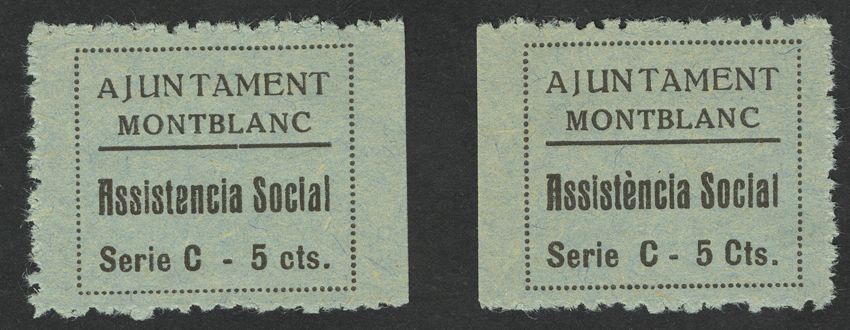 AJUNTAMENT
MONTBLANC
Assistencia Social
Serie C - 5 cts.
AJUNTAMENT
MONTBLANC
Assistència Social
Serie C - 5 Cts.